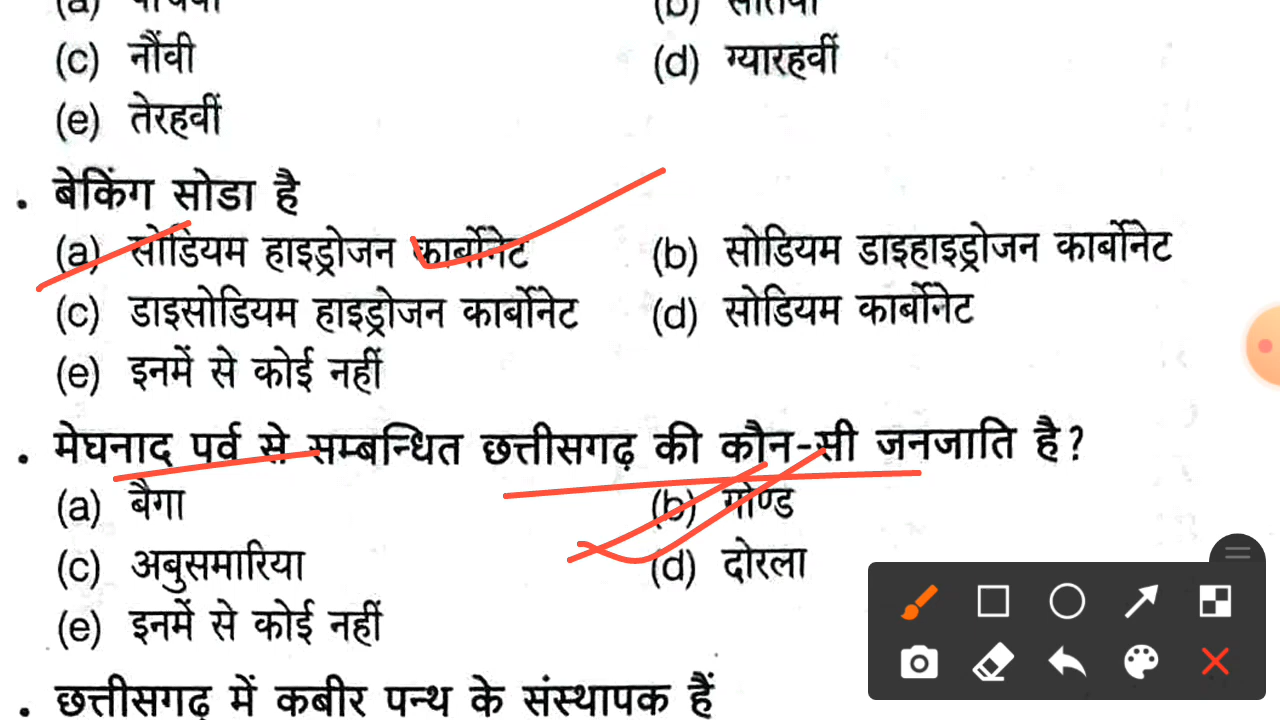 (c) नौंवी (d) ग्यारहवीं
(e) तेरहवीं
. बेकिंग सोडा है
(a) सोडियम हाइड्रोजन कार्बोनेट (b) सोडियम डाइहाइड्रोजन कार्बोनेट
(c) डाइसोडियम हाइड्रोजन कार्बोनेट (d) सोडियम कार्बोनेट
(e) इनमें से कोई नहीं
. मेघनाद पर्व से सम्बन्धित छत्तीसगढ़ की कौन-सी जनजाति है?
(a) बैगा (b) गोण्ड
(c) अबुसमारिया (d) दोरला
(e) इनमें से कोई नहीं
. छत्तीसगढ़ में कबीर पन्थ के संस्थापक हैं